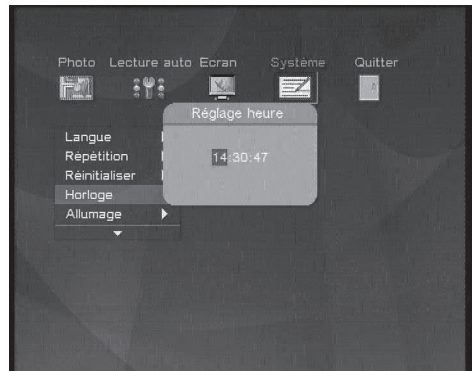 Photo Lecture auto Ecran Système Quitter
Réglage heure
14:30:47
Langue
Répétition
Réinitialiser
Horloge
Allumage